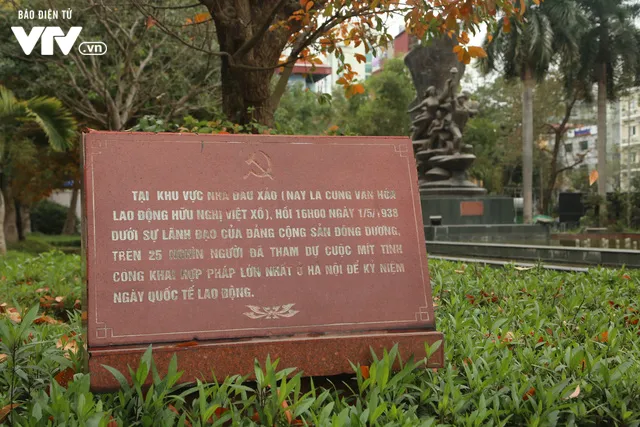 BÁO ĐIỆN TỬ
VTV.vn
TẠI KHU VỰC NHÀ ĐẤU XẢO (NAY LÀ CUNG VĂN HÓA
LAO ĐỘNG HỮU NGHỊ VIỆT XÔ), HỒI 16H00 NGÀY 1/5/1938
DƯỚI SỰ LÃNH ĐẠO CỦA ĐẢNG CỘNG SẢN ĐÔNG DƯƠNG,
TRÊN 25 NGHÌN NGƯỜI ĐÃ THAM DỰ CUỘC MÍT TINH
CÔNG KHAI HỢP PHÁP LỚN NHẤT Ở HÀ NỘI ĐỂ KỶ NIỆM
NGÀY QUỐC TẾ LAO ĐỘNG.